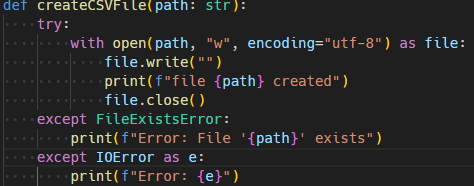 def createCSVFile(path: str):
    try:
        with open(path, "w", encoding="utf-8") as file:
            file.write("")
            print(f"file {path} created")
            file.close()
    except FileExistsError:
        print(f"Error: File '{path}' exists")
    except IOError as e:
        print(f"Error: {e}")